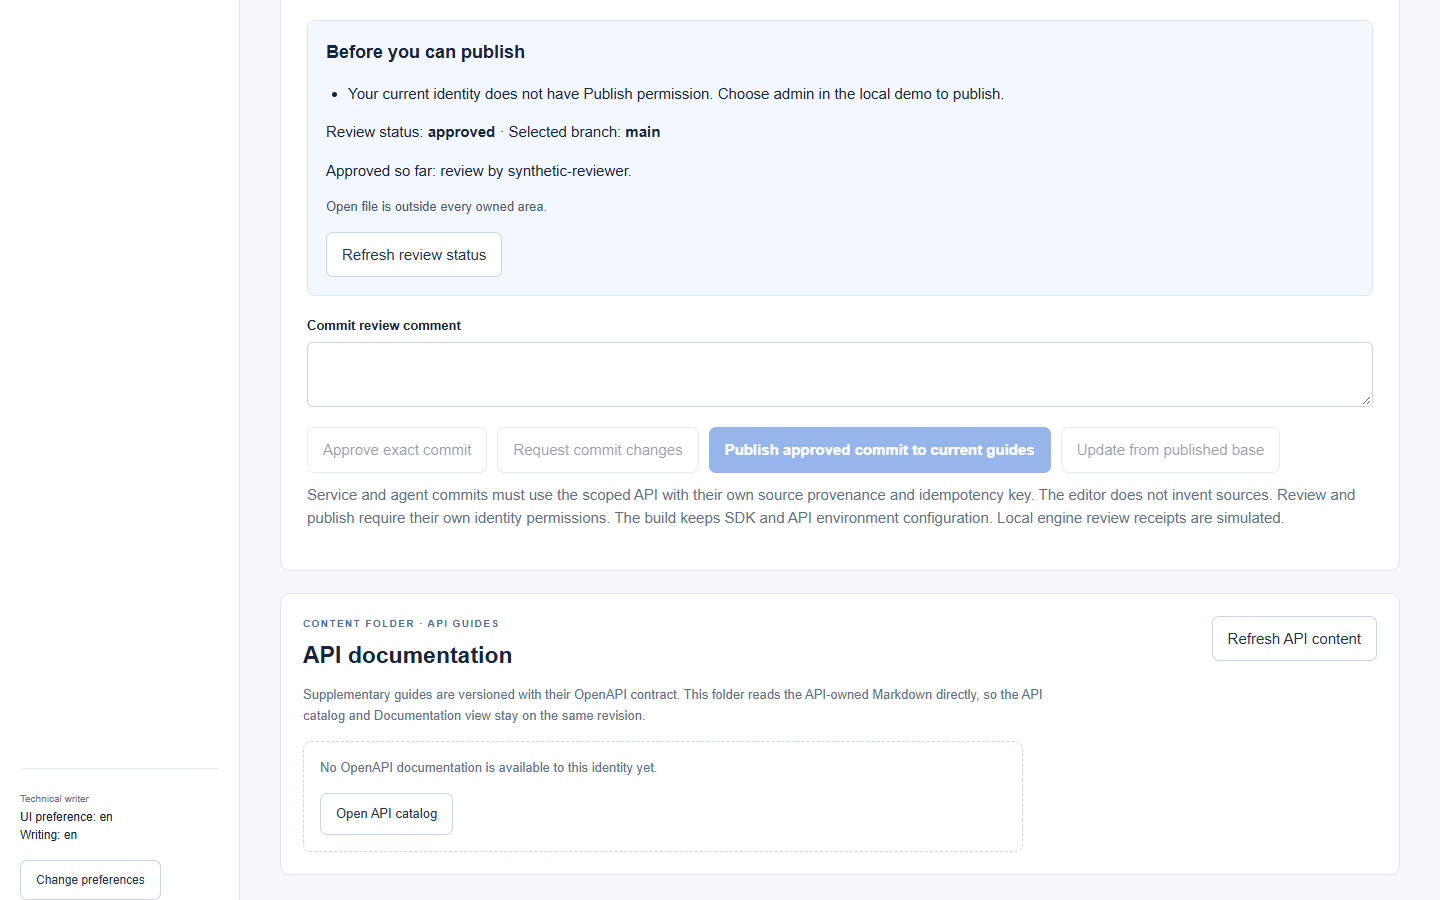 Before you can publish
Your current identity does not have Publish permission. Choose admin in the local demo to publish.
Review status: approved · Selected branch: main
Approved so far: review by synthetic-reviewer.
Open file is outside every owned area.
Refresh review status
Commit review comment
Approve exact commit
Request commit changes
Publish approved commit to current guides
Update from published base
Service and agent commits must use the scoped API with their own source provenance and idempotency key. The editor does not invent sources. Review and
publish require their own identity permissions. The build keeps SDK and API environment configuration. Local engine review receipts are simulated.
CONTENT FOLDER · API GUIDES
API documentation
Refresh API content
Supplementary guides are versioned with their OpenAPI contract. This folder reads the API-owned Markdown directly, so the API
catalog and Documentation view stay on the same revision.
No OpenAPI documentation is available to this identity yet.
Open API catalog
Technical writer
UI preference: en
Writing: en
Change preferences